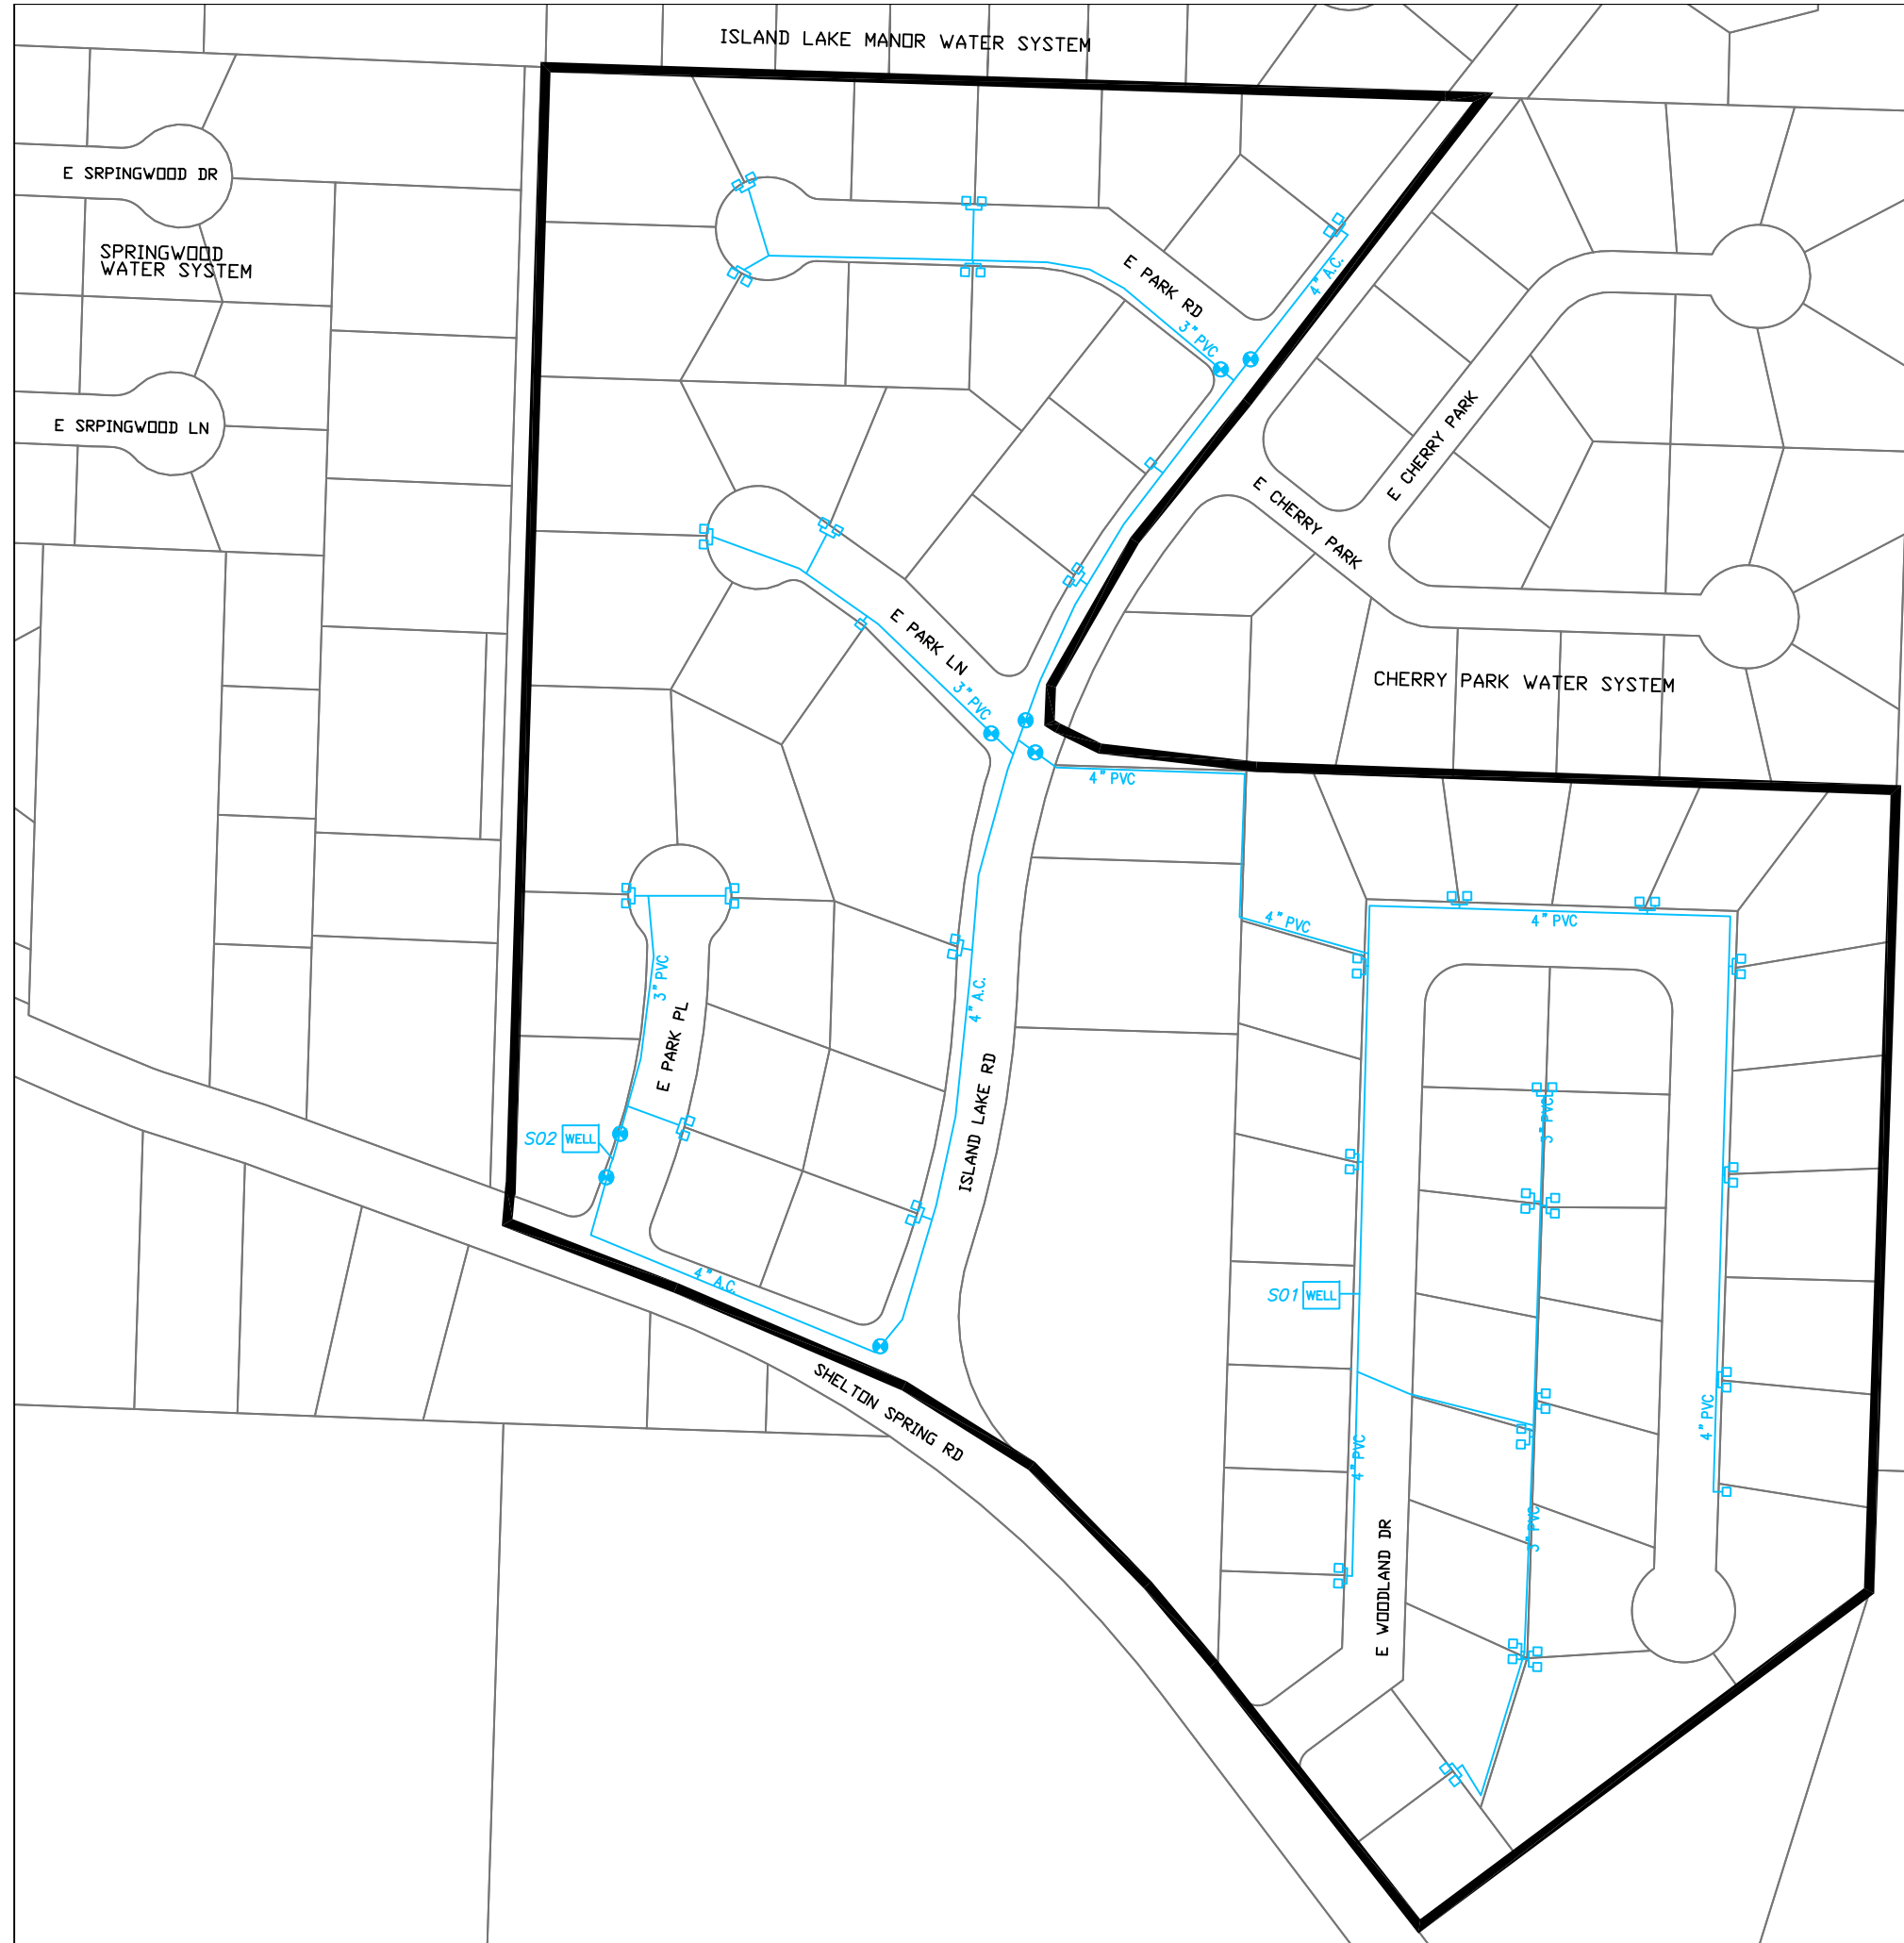 ISLAND LAKE MANOR WATER SYSTEM
E SRPINGWOOD DR
SPRINGWOOD
WATER SYSTEM
E SRPINGWOOD LN
E PARK RD
3" PVC
4" A.C.
E CHERRY PARK
E CHERRY PARK
CHERRY PARK WATER SYSTEM
E PARK LN
3" PVC
4" PVC
4" PVC
4" PVC
3" PVC
E PARK PL
4" A.C.
ISLAND LAKE RD
S02 WELL
4" A.C.
SHELTON SPRING RD
3" PVC
S01 WELL
4" PVC
4" PVC
3" PVC
E WOODLAND DR